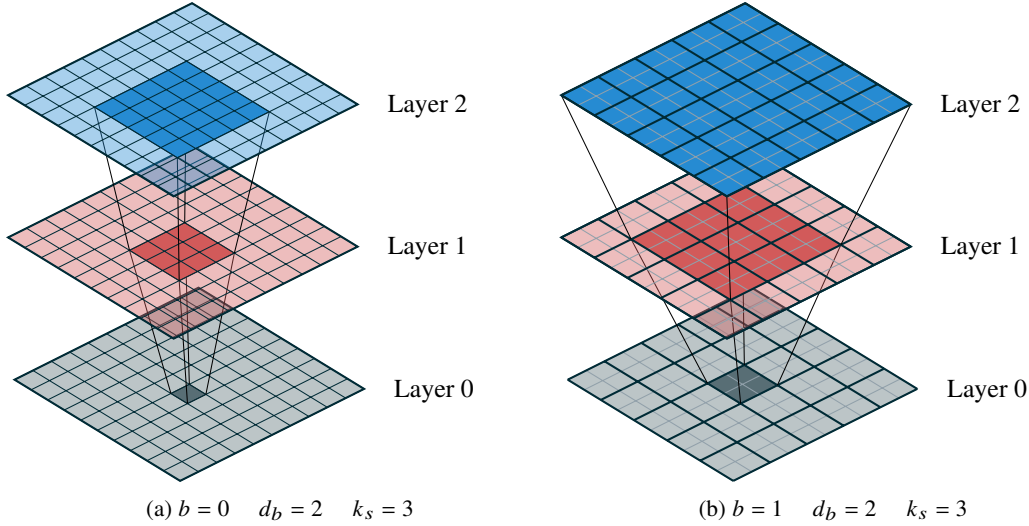 Layer 2
Layer 1
Layer 0
(a) b = 0 d_b = 2 k_s = 3
Layer 2
Layer 1
Layer 0
(b) b = 1 d_b = 2 k_s = 3